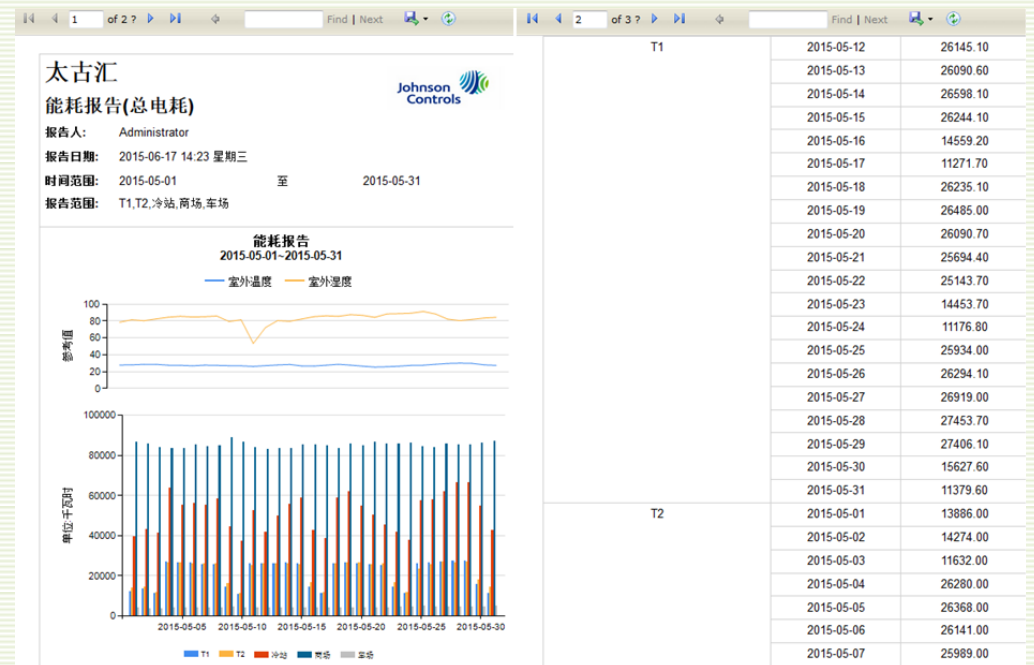 1 of 2 ? Find | Next
太古汇
Johnson Controls
能耗报告(总电耗)
报告人: Administrator
报告日期: 2015-06-17 14:23 星期三
时间范围: 2015-05-01 至 2015-05-31
报告范围: T1,T2,冷站,商场,车场
能耗报告
2015-05-01~2015-05-31
室外温度 室外湿度
100
80
60
40
20
0
参考值
100000
80000
60000
40000
20000
0
单位:千瓦时
2015-05-05 2015-05-10 2015-05-15 2015-05-20 2015-05-25 2015-05-30
T1 T2 冷站 商场 车场
2 of 3 ? Find | Next
T1 2015-05-12 26145.10
2015-05-13 26090.60
2015-05-14 26598.10
2015-05-15 26244.10
2015-05-16 14559.20
2015-05-17 11271.70
2015-05-18 26235.10
2015-05-19 26485.00
2015-05-20 26090.70
2015-05-21 25694.40
2015-05-22 25143.70
2015-05-23 14453.70
2015-05-24 11176.80
2015-05-25 25934.00
2015-05-26 26294.10
2015-05-27 26919.00
2015-05-28 27453.70
2015-05-29 27406.10
2015-05-30 15627.60
2015-05-31 11379.60
T2 2015-05-01 13886.00
2015-05-02 14274.00
2015-05-03 11632.00
2015-05-04 26280.00
2015-05-05 26368.00
2015-05-06 26141.00
2015-05-07 25989.00